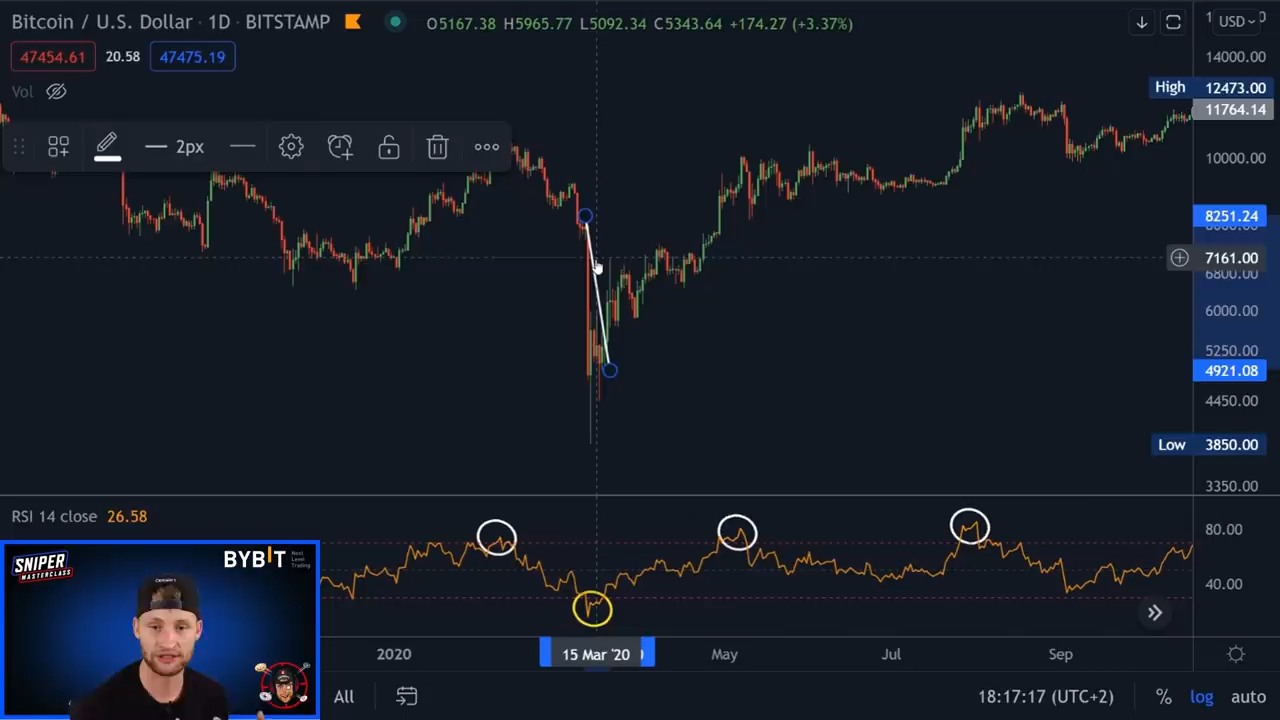 Bitcoin / U.S. Dollar · 1D · BITSTAMP O5167.38 H5965.77 L5092.34 C5343.64 +174.27 (+3.37%)
USD
47454.61 20.58 47475.19
14000.00
Vol
High 12473.00
11764.14
2px
10000.00
8251.24
7161.00
6800.00
6000.00
5250.00
4921.08
4450.00
Low 3850.00
3350.00
RSI 14 close 26.58
80.00
40.00
SNIPER
MASTERCLASS
BYBIT
Next
Level
Trading
2020 15 Mar '20 May Jul Sep
All 18:17:17 (UTC+2) % log auto